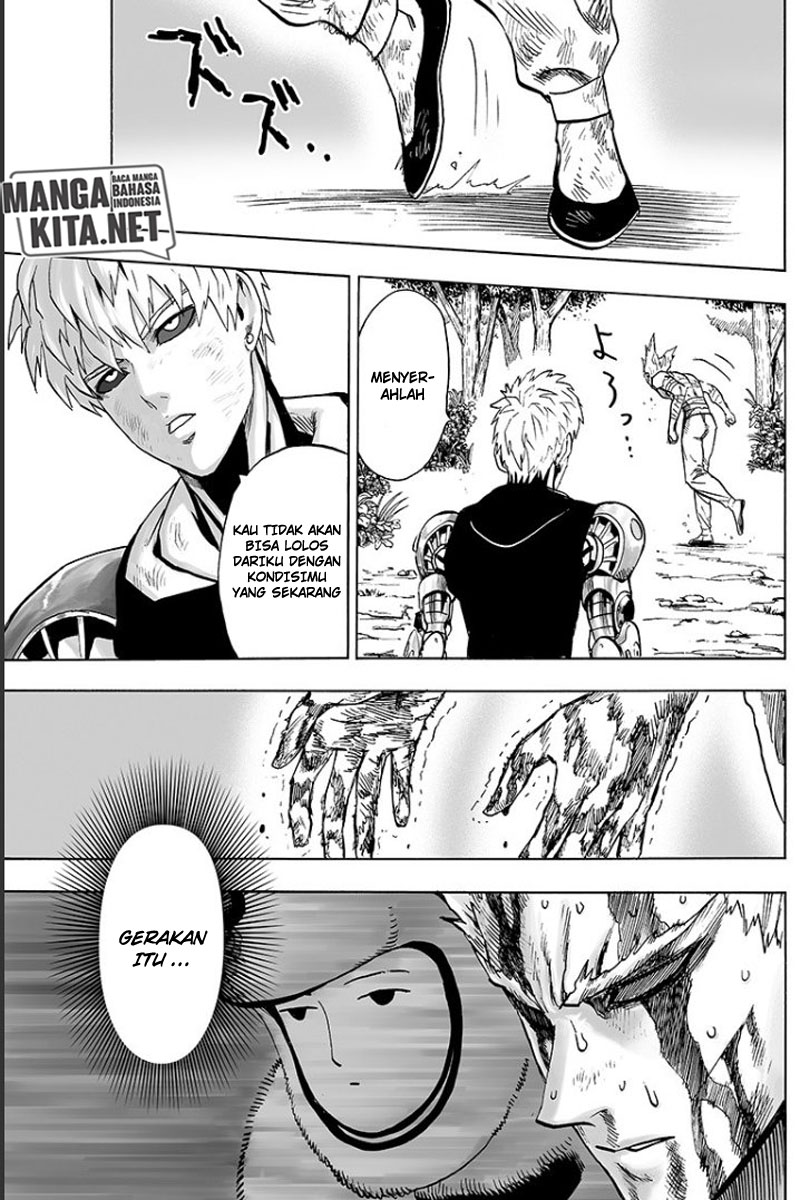 ズズ..
MANGA
KITA.NET
BACA MANGA
BAHASA
INDONESIA
MENYER-
AHLAH
よろっ...
KAU TIDAK AKAN
BISA LOLOS
DARIKU DENGAN
KONDISIMU
YANG SEKARANG
GERAKAN
ITU ...